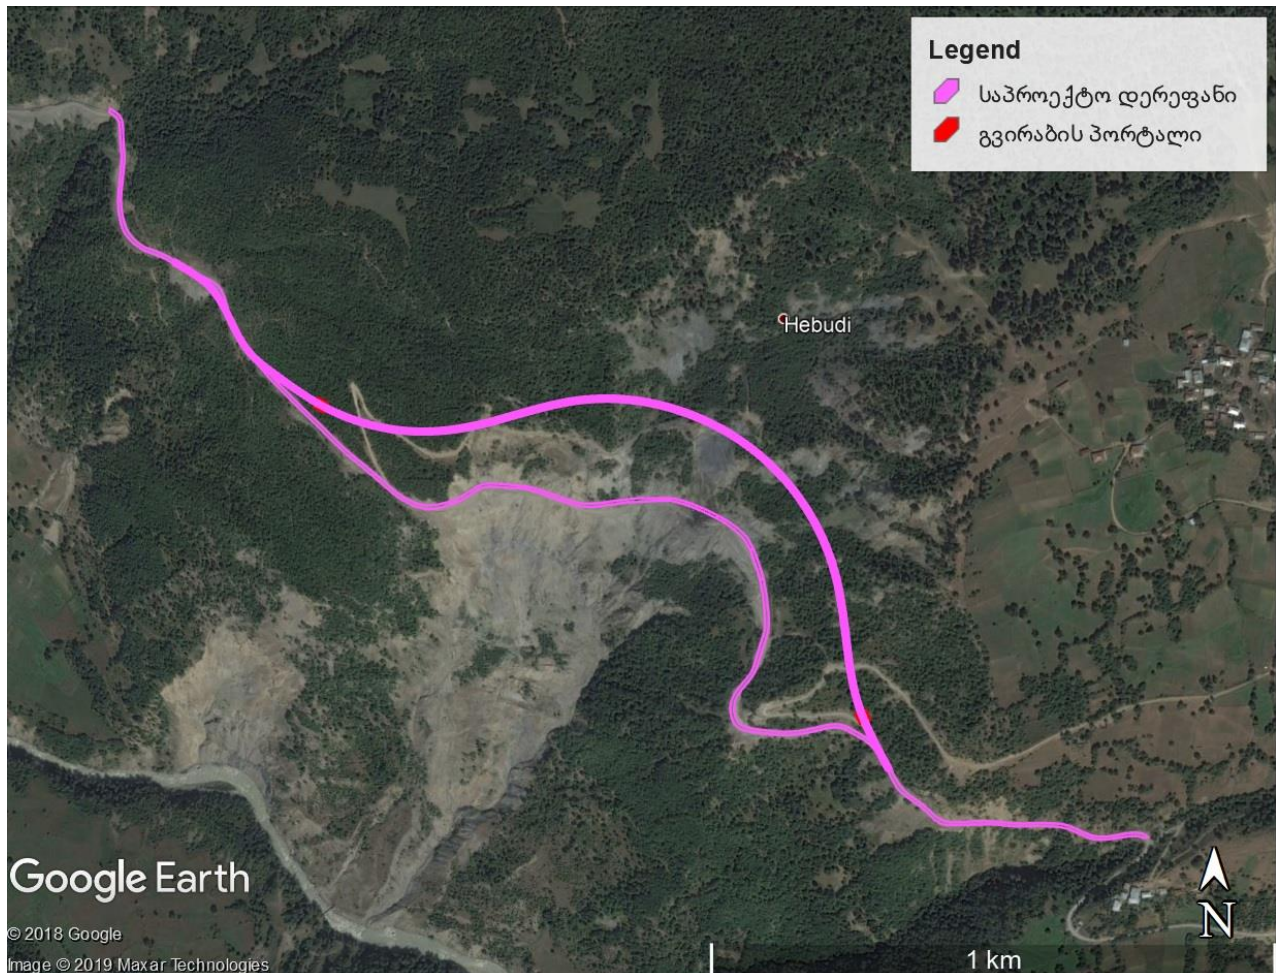 Legend
საპროექტო დერეფანი
გვირაბის პორტალი
Hebudi
Google Earth
© 2018 Google
Image © 2019 Maxar Technologies
N
1 km